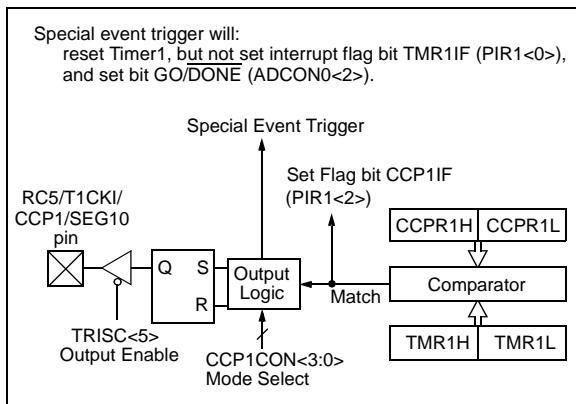 Special event trigger will:
reset Timer1, but not set interrupt flag bit TMR1IF (PIR1<0>),
and set bit GO/DONE (ADCON0<2>).
Special Event Trigger
Set Flag bit CCP1IF
(PIR1<2>)
RC5/T1CKI/
CCP1/SEG10
pin
CCPR1H CCPR1L
Q S
R
Output
Logic
Match
Comparator
TRISC<5>
Output Enable
CCP1CON<3:0>
Mode Select
TMR1H TMR1L